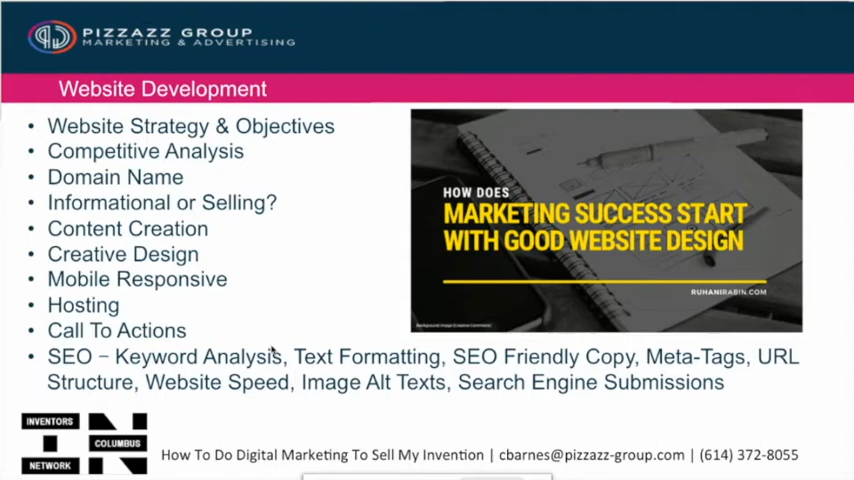 PIZZAZZ GROUP
MARKETING & ADVERTISING
Website Development
• Website Strategy & Objectives
• Competitive Analysis
• Domain Name
• Informational or Selling?
• Content Creation
• Creative Design
• Mobile Responsive
• Hosting
• Call To Actions
• SEO – Keyword Analysis, Text Formatting, SEO Friendly Copy, Meta-Tags, URL
Structure, Website Speed, Image Alt Texts, Search Engine Submissions
HOW DOES
MARKETING SUCCESS START
WITH GOOD WEBSITE DESIGN
RUHANIRABIN.COM
Background Image (Creative Commons)
INVENTORS
COLUMBUS
NETWORK
How To Do Digital Marketing To Sell My Invention | cbarnes@pizzazz-group.com | (614) 372-8055